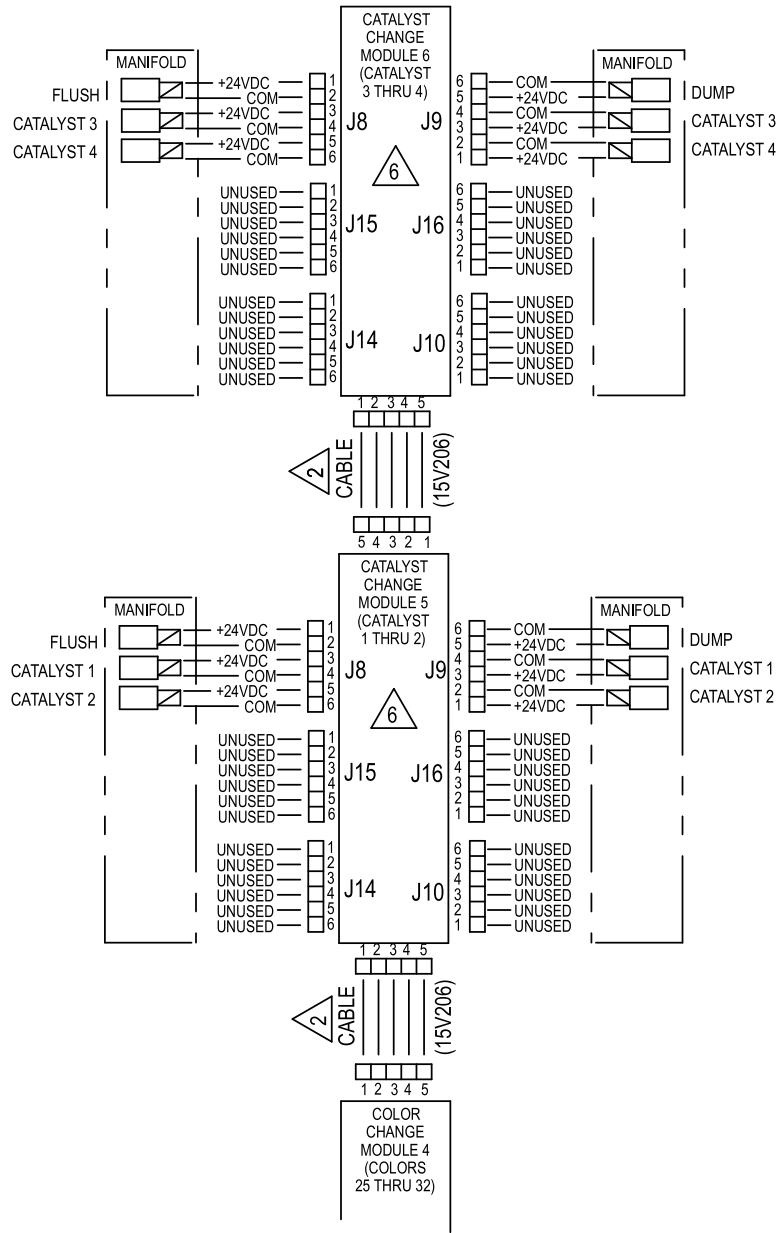 CATALYST
CHANGE
MODULE 6
(CATALYST
3 THRU 4)
MANIFOLD
FLUSH
CATALYST 3
CATALYST 4
+24VDC 1
COM 2
+24VDC 3
COM 4
+24VDC 5
COM 6
J8
J9
6
6 COM
5 +24VDC
4 COM
3 +24VDC
2 COM
1 +24VDC
MANIFOLD
DUMP
CATALYST 3
CATALYST 4
UNUSED 1
UNUSED 2
UNUSED 3
UNUSED 4
UNUSED 5
UNUSED 6
J15
J16
6 UNUSED
5 UNUSED
4 UNUSED
3 UNUSED
2 UNUSED
1 UNUSED
UNUSED 1
UNUSED 2
UNUSED 3
UNUSED 4
UNUSED 5
UNUSED 6
J14
J10
6 UNUSED
5 UNUSED
4 UNUSED
3 UNUSED
2 UNUSED
1 UNUSED
1 2 3 4 5
2
CABLE
(15V206)
5 4 3 2 1
CATALYST
CHANGE
MODULE 5
(CATALYST
1 THRU 2)
MANIFOLD
FLUSH
CATALYST 1
CATALYST 2
+24VDC 1
COM 2
+24VDC 3
COM 4
+24VDC 5
COM 6
J8
J9
6
6 COM
5 +24VDC
4 COM
3 +24VDC
2 COM
1 +24VDC
MANIFOLD
DUMP
CATALYST 1
CATALYST 2
UNUSED 1
UNUSED 2
UNUSED 3
UNUSED 4
UNUSED 5
UNUSED 6
J15
J16
6 UNUSED
5 UNUSED
4 UNUSED
3 UNUSED
2 UNUSED
1 UNUSED
UNUSED 1
UNUSED 2
UNUSED 3
UNUSED 4
UNUSED 5
UNUSED 6
J14
J10
6 UNUSED
5 UNUSED
4 UNUSED
3 UNUSED
2 UNUSED
1 UNUSED
1 2 3 4 5
2
CABLE
(15V206)
1 2 3 4 5
COLOR
CHANGE
MODULE 4
(COLORS
25 THRU 32)